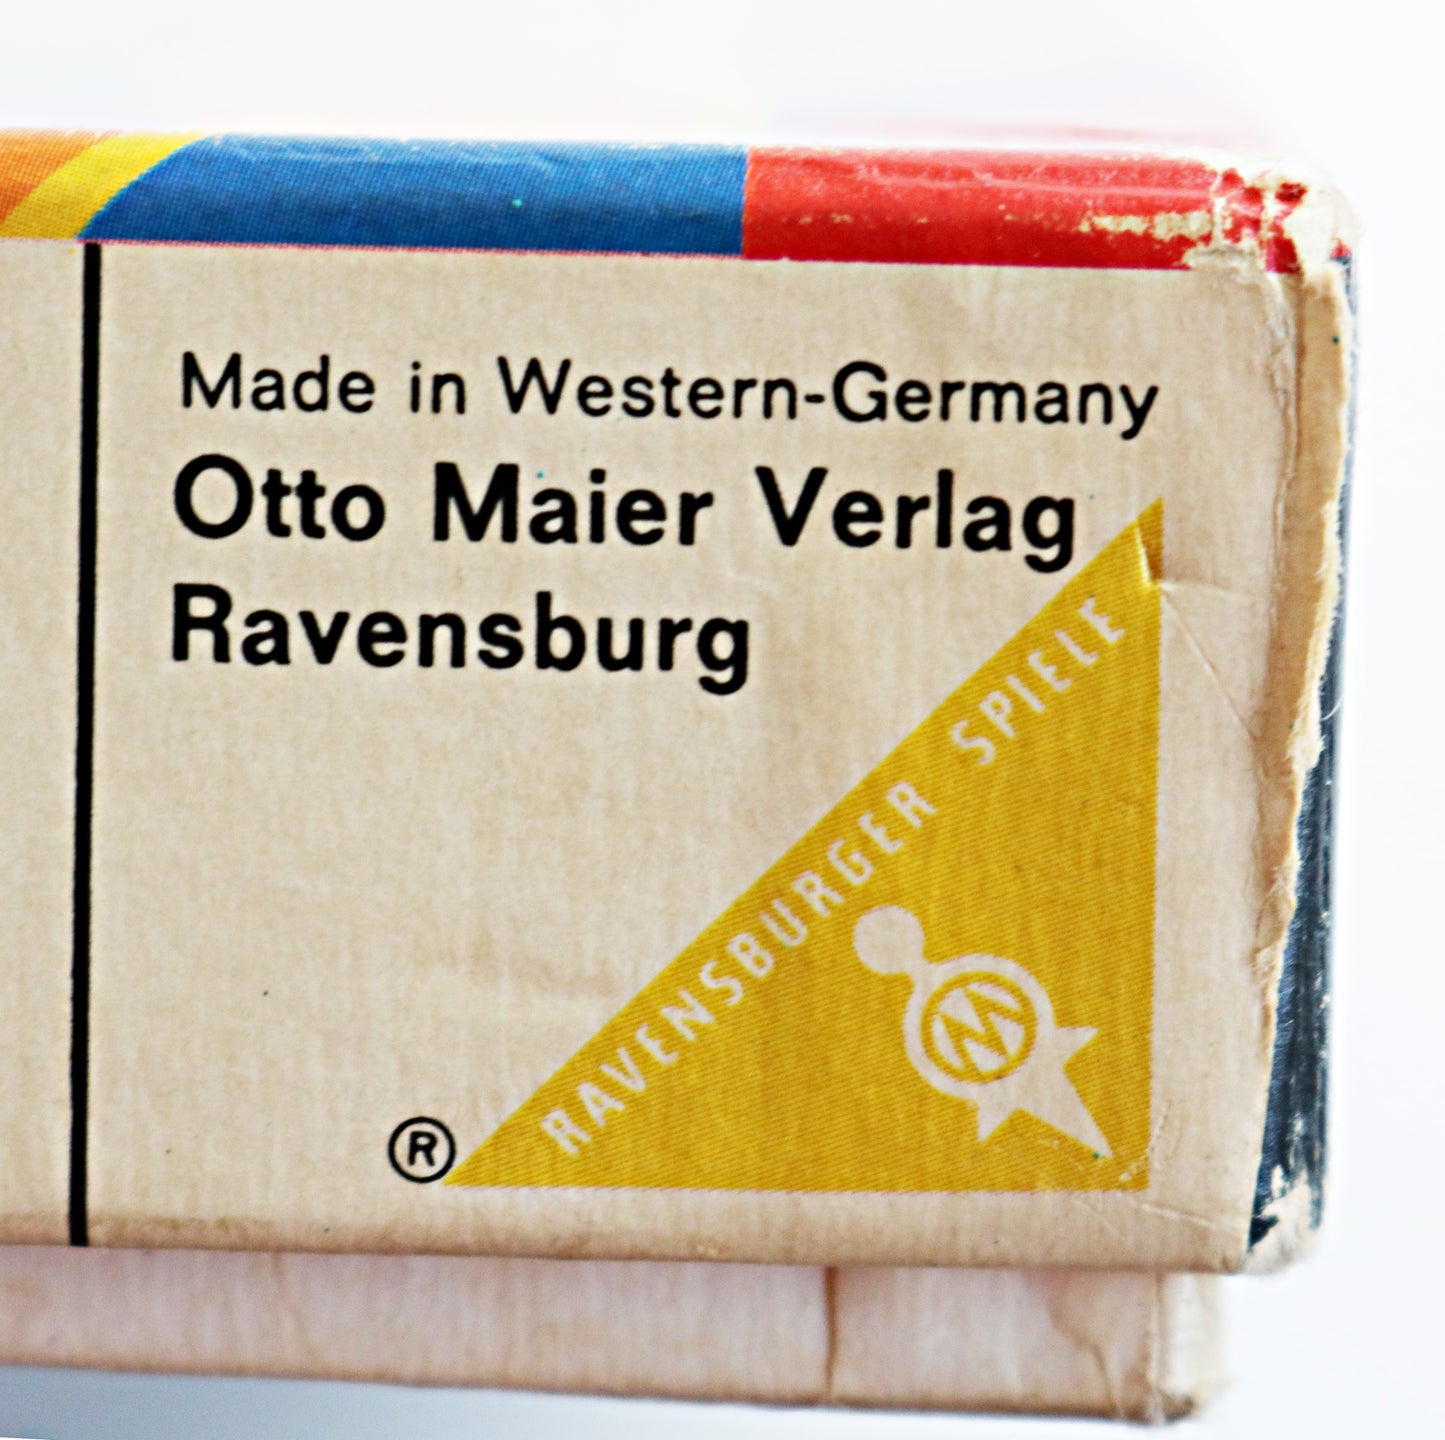 Made in Western-Germany
Otto Maier Verlag
Ravensburg
RAVENSBURGER SPIELE
M
®